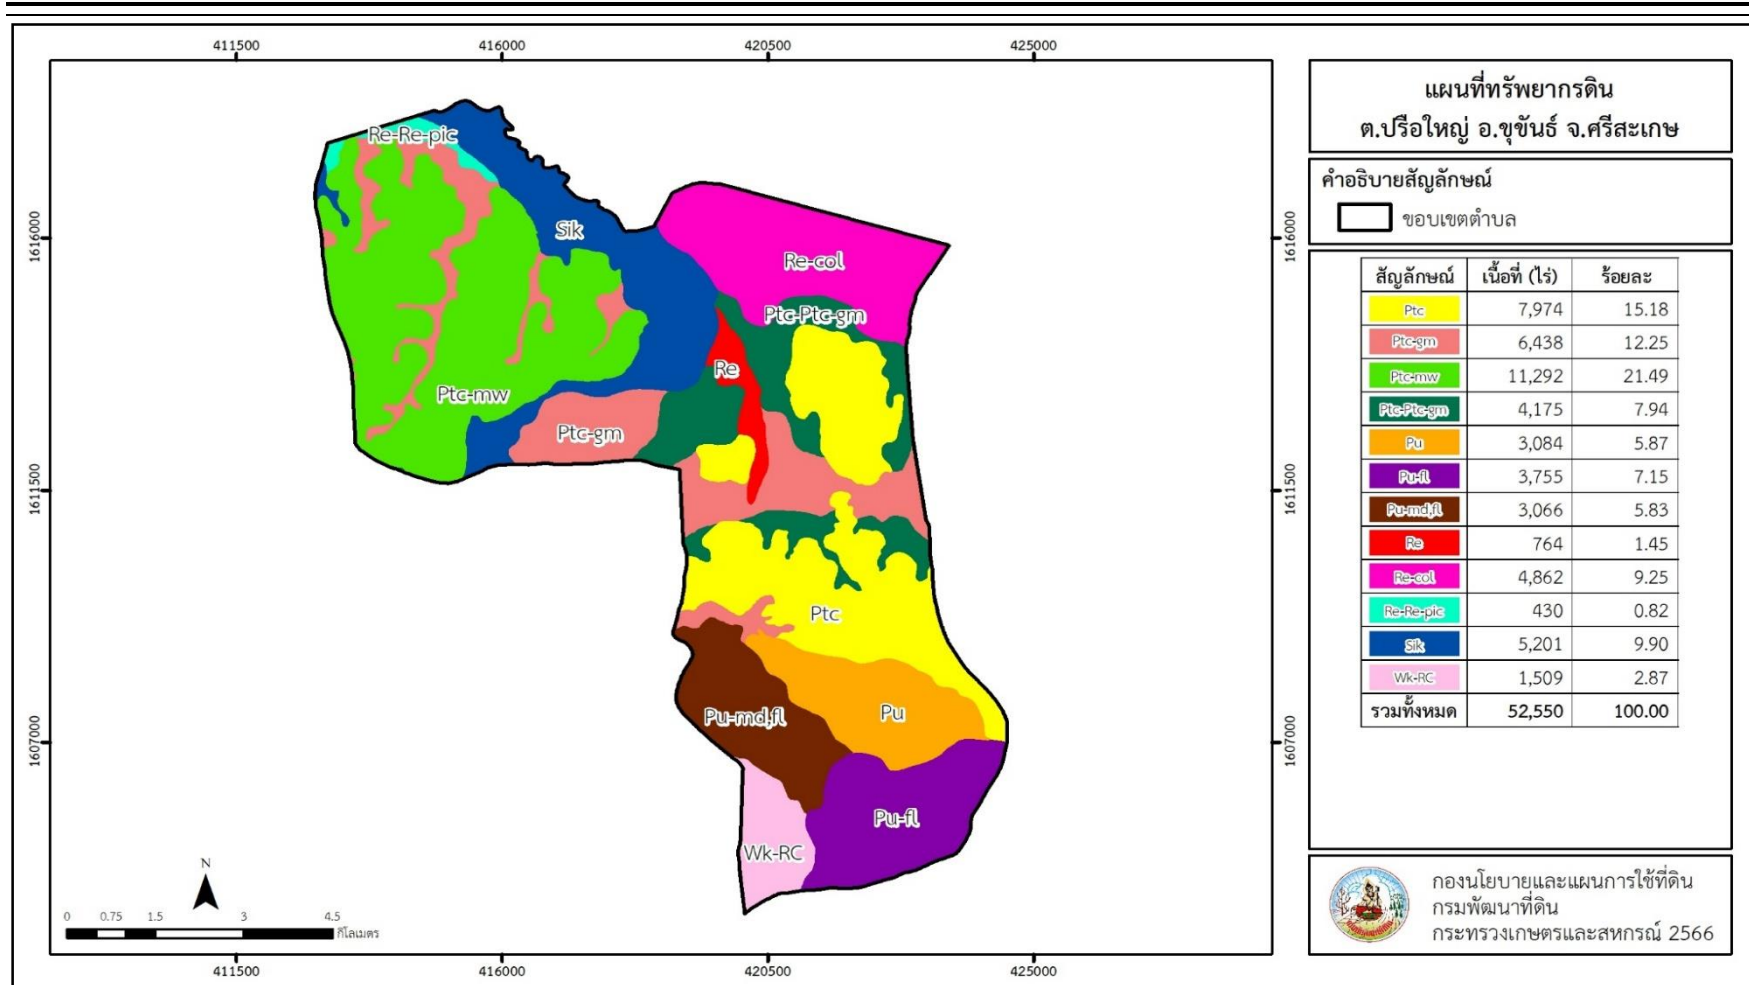 411500 416000 420500 425000
แผนที่ทรัพยากรดิน
ต.ปรือใหญ่ อ.ขุขันธ์ จ.ศรีสะเกษ
คำอธิบายสัญลักษณ์
ขอบเขตตำบล
สัญลักษณ์ เนื้อที่ (ไร่) ร้อยละ
Ptc 7,974 15.18
Ptc-gm 6,438 12.25
Ptc-mw 11,292 21.49
Ptc-Ptc-gm 4,175 7.94
Pu 3,084 5.87
Pu-fl 3,755 7.15
Pu-md,fl 3,066 5.83
Re 764 1.45
Re-col 4,862 9.25
Re-Re-pic 430 0.82
Sik 5,201 9.90
Wk-RC 1,509 2.87
รวมทั้งหมด 52,550 100.00
Re-Re-pic
Sik
Re-col
Ptc-Ptc-gm
Re
Ptc-mw
Ptc-gm
Ptc
Pu-md,fl
Pu
Pu-fl
Wk-RC
1616000 1616000
1611500 1611500
1607000 1607000
N
0 0.75 1.5 3 4.5
กิโลเมตร
411500 416000 420500 425000
กองนโยบายและแผนการใช้ที่ดิน
กรมพัฒนาที่ดิน
กระทรวงเกษตรและสหกรณ์ 2566